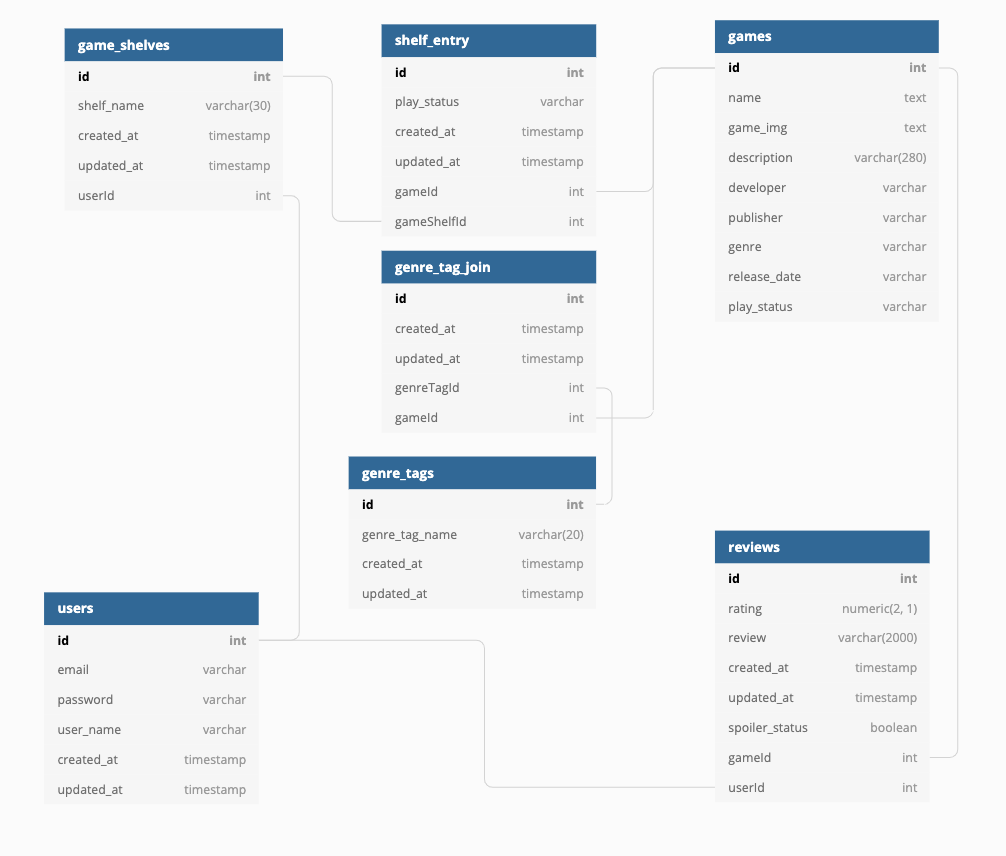 game_shelves
id int
shelf_name varchar(30)
created_at timestamp
updated_at timestamp
userId int
shelf_entry
id int
play_status varchar
created_at timestamp
updated_at timestamp
gameId int
gameShelfId int
games
id int
name text
game_img text
description varchar(280)
developer varchar
publisher varchar
genre varchar
release_date varchar
play_status varchar
genre_tag_join
id int
created_at timestamp
updated_at timestamp
genreTagId int
gameId int
genre_tags
id int
genre_tag_name varchar(20)
created_at timestamp
updated_at timestamp
users
id int
email varchar
password varchar
user_name varchar
created_at timestamp
updated_at timestamp
reviews
id int
rating numeric(2, 1)
review varchar(2000)
created_at timestamp
updated_at timestamp
spoiler_status boolean
gameId int
userId int